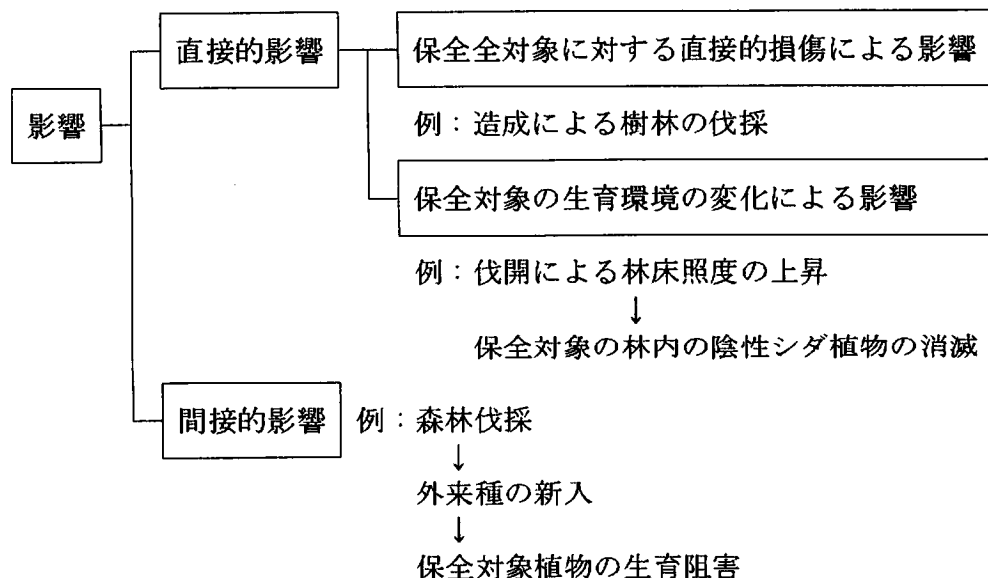 影響
直接的影響
保全全対象に対する直接的損傷による影響
例：造成による樹林の伐採
保全対象の生育環境の変化による影響
例：伐開による林床照度の上昇
↓
保全対象の林内の陰性シダ植物の消滅
間接的影響 例：森林伐採
↓
外来種の新入
↓
保全対象植物の生育阻害